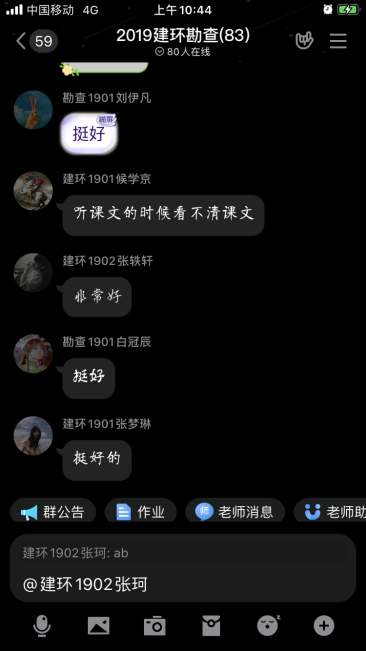 中国移动 4G 上午10:44
59 2019建环勘查(83)
80人在线
勘查1901刘伊凡
挺好
建环1901候学京
听课文的时候看不清课文
建环1902张轶轩
非常好
勘查1901白冠辰
挺好
建环1901张梦琳
挺好的
群公告 作业 师 老师消息 老师助
建环1902张珂: ab
@建环1902张珂